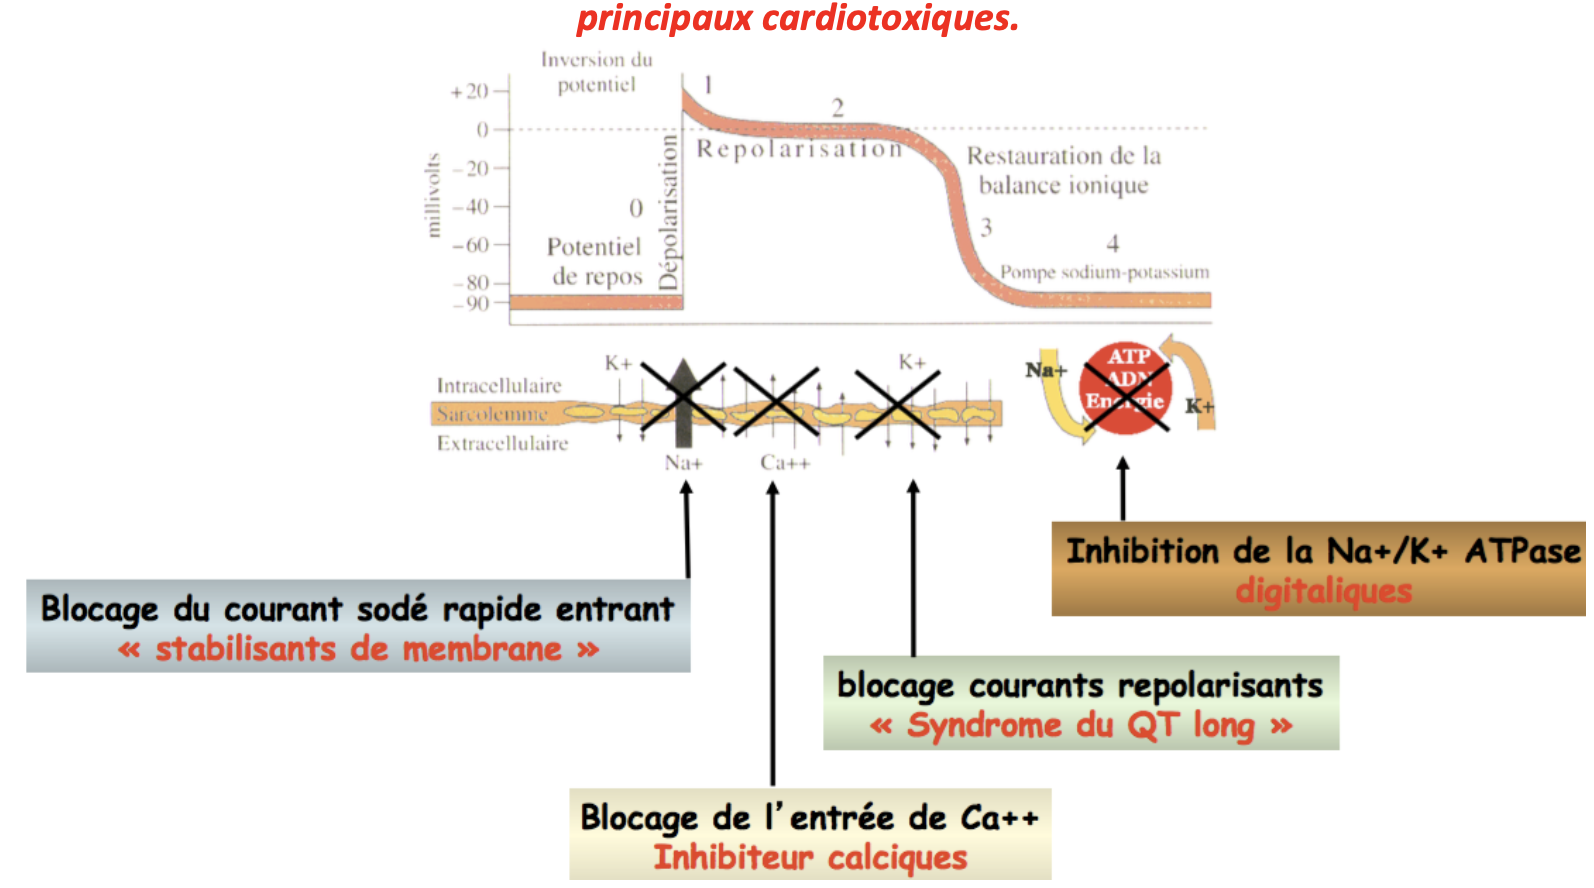 principaux cardiotoxiques.
Inversion du
potentiel
+20
0
−20
−40
−60
−80
−90
millivolts
1
2
Repolarisation
Dépolarisation
0
Potentiel
de repos
Restauration de la
balance ionique
3
4
Pompe sodium-potassium
K+
K+
Intracellulaire
Sarcolemme
Extracellulaire
Na+
Ca++
Na+
ATP
ADN
Energie
K+
Inhibition de la Na+/K+ ATPase
digitaliques
Blocage du courant sodé rapide entrant
« stabilisants de membrane »
blocage courants repolarisants
« Syndrome du QT long »
Blocage de l'entrée de Ca++
Inhibiteur calciques